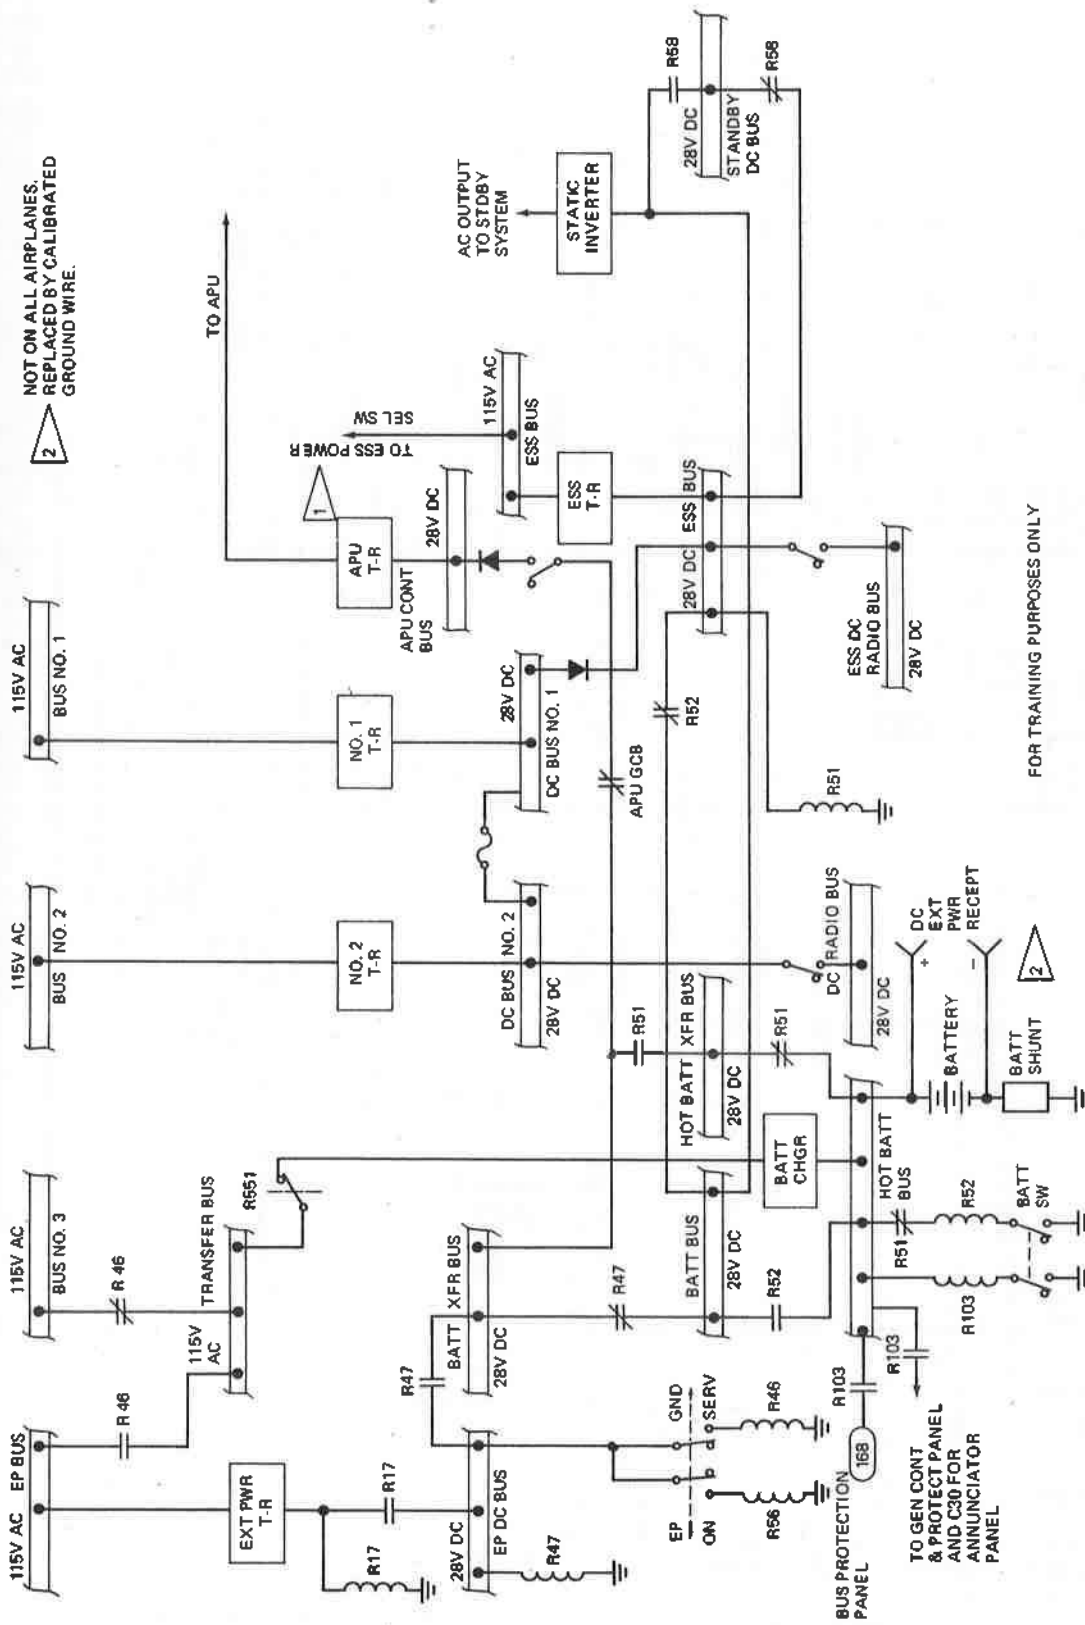 NOT ON ALL AIRPLANES.
REPLACED BY CALIBRATED
GROUND WIRE.
2
115V AC EP BUS
115V AC
BUS NO. 3
115V AC
BUS NO. 2
115V AC
BUS NO. 1
TO APU
R 46
R 46
115V
AC
TRANSFER BUS
R551
EXT PWR
T-R
NO. 2
T-R
NO. 1
T-R
APU
T-R
1
TO ESS POWER
SEL SW
R17
R17
R47
28V DC
EP DC BUS
R47
BATT XFR BUS
28V DC
DC BUS NO. 2
28V DC
28V DC
DC BUS NO. 1
APU CONT
BUS
28V DC
115V AC
ESS BUS
ESS
T-R
AC OUTPUT
TO STDBY
SYSTEM
STATIC
INVERTER
R58
28V DC
STANDBY
DC BUS
R58
R47
R51
APU GCB
R52
28V DC ESS BUS
BATT BUS
28V DC
HOT BATT XFR BUS
28V DC
R52
R51
R51
EP
ON
GND
SERV
R56
R46
BATT
CHGR
DC RADIO BUS
28V DC
ESS DC
RADIO BUS
28V DC
BUS PROTECTION
PANEL
168
R103
R103
HOT BATT
BUS
R51
R52
R103
BATT
SW
BATTERY
BATT
SHUNT
+
-
DC
EXT
PWR
RECEPT
2
TO GEN CONT
& PROTECT PANEL
AND C30 FOR
ANNUNCIATOR
PANEL
FOR TRAINING PURPOSES ONLY